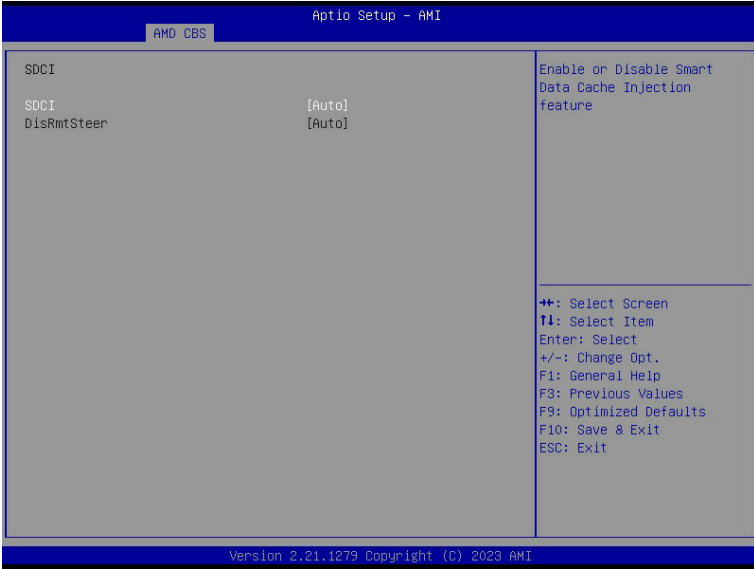 Aptio Setup - AMI
AMD CBS
SDCI
SDCI [Auto]
DisRmtSteer [Auto]
Enable or Disable Smart
Data Cache Injection
feature
→←: Select Screen
↑↓: Select Item
Enter: Select
+/-: Change Opt.
F1: General Help
F3: Previous Values
F9: Optimized Defaults
F10: Save & Exit
ESC: Exit
Version 2.21.1279 Copyright (C) 2023 AMI